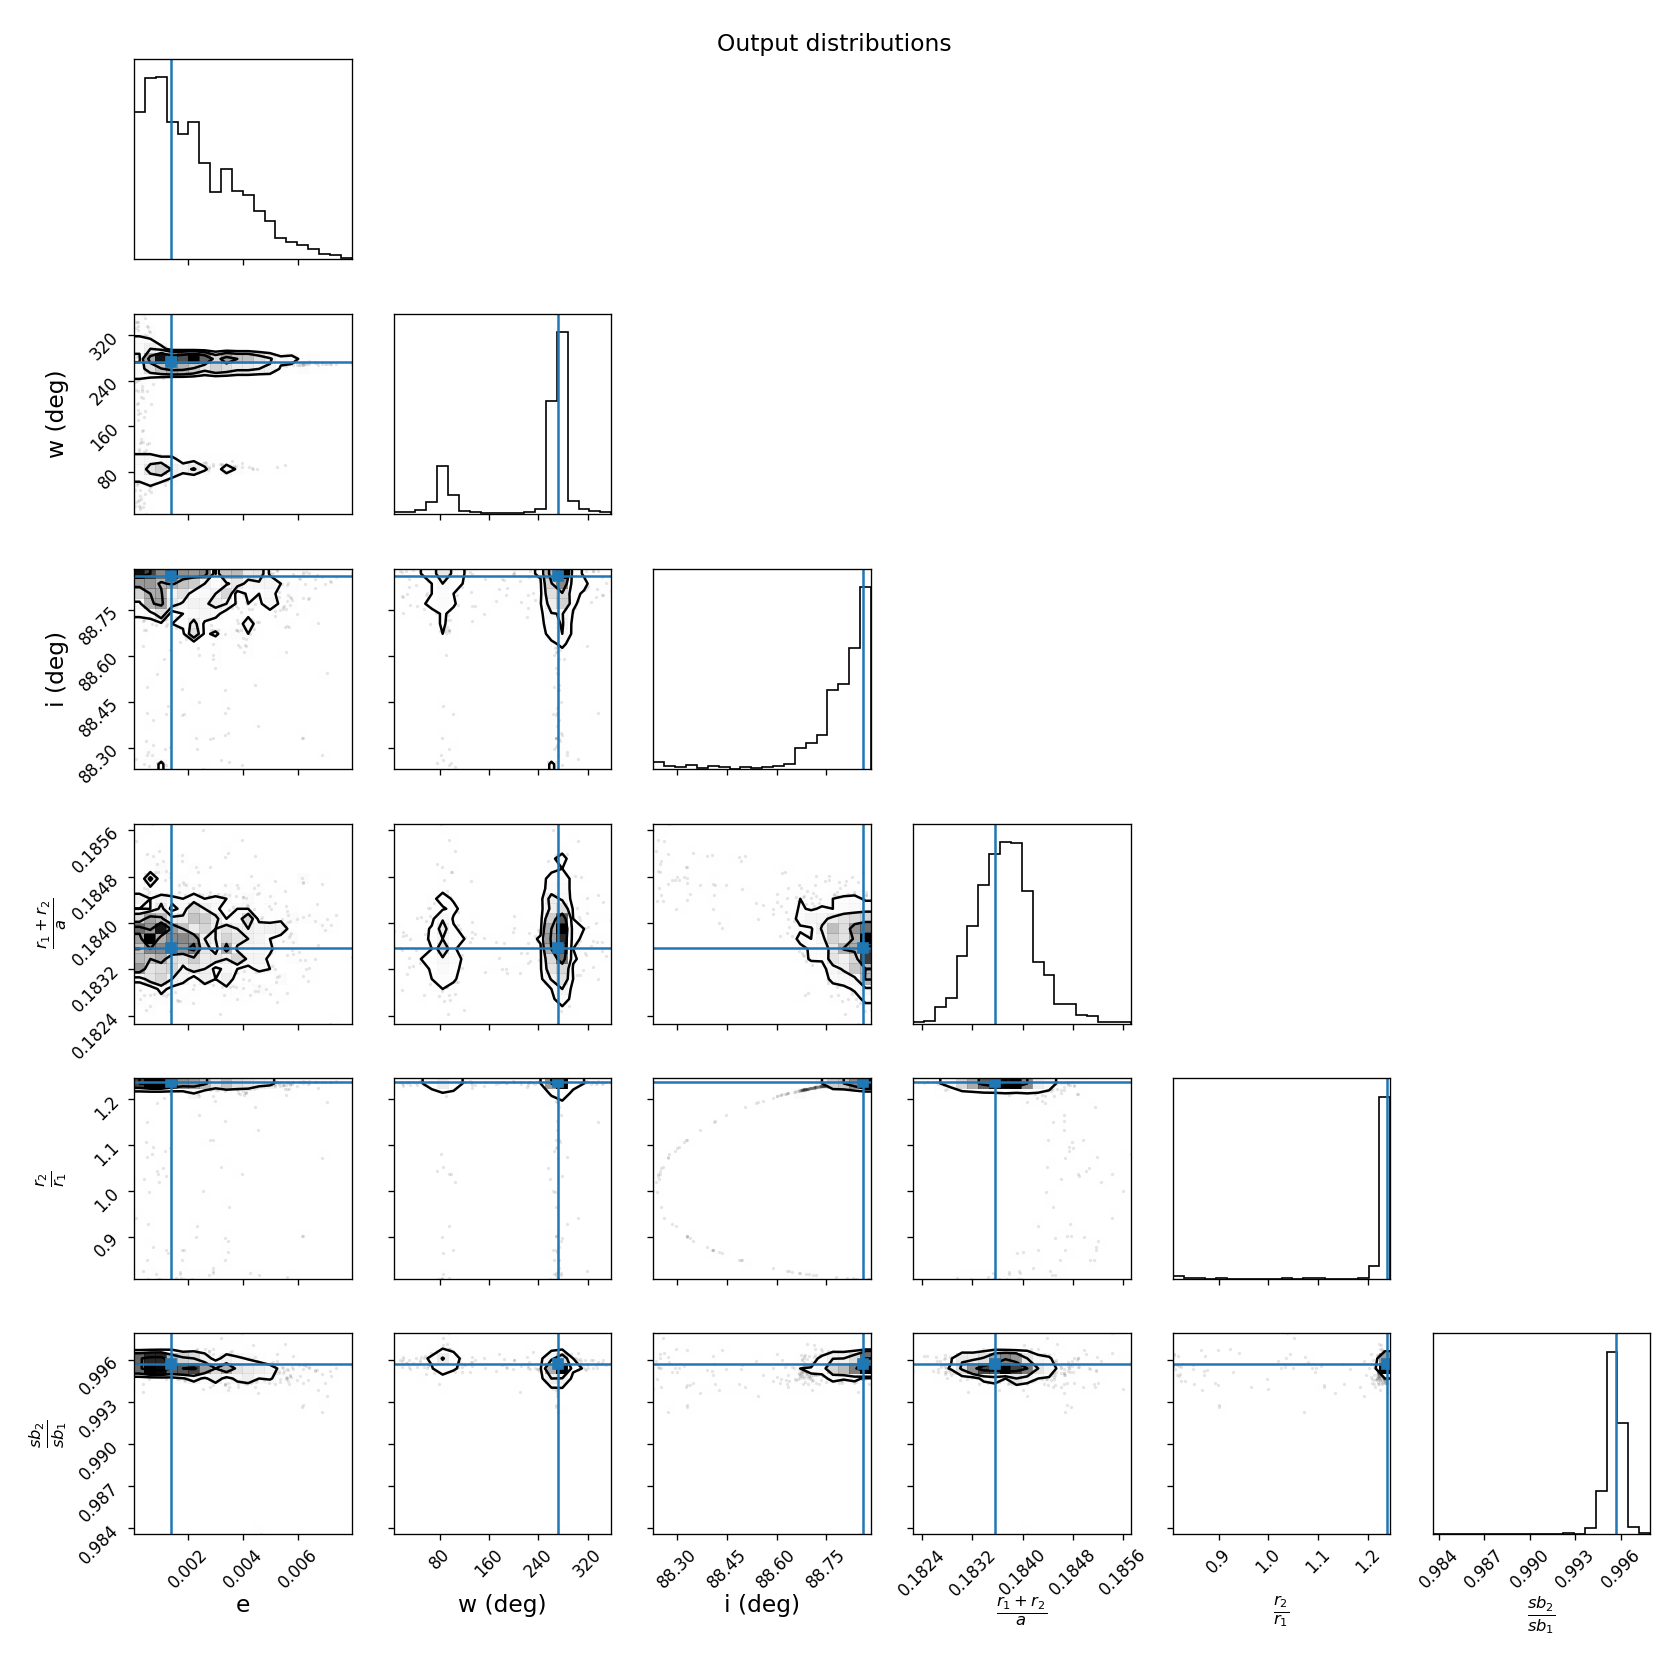 Output distributions
w (deg)
320
240
160
80
i (deg)
88.75
88.60
88.45
88.30
r₁ + r₂
a
0.1856
0.1848
0.1840
0.1832
0.1824
r₂
r₁
1.2
1.1
1.0
0.9
sb₂
sb₁
0.996
0.993
0.990
0.987
0.984
0.002 0.004 0.006
e
80 160 240 320
w (deg)
88.30 88.45 88.60 88.75
i (deg)
0.1824 0.1832 0.1840 0.1848 0.1856
r₁ + r₂
a
0.9 1.0 1.1 1.2
r₂
r₁
0.984 0.987 0.990 0.993 0.996
sb₂
sb₁